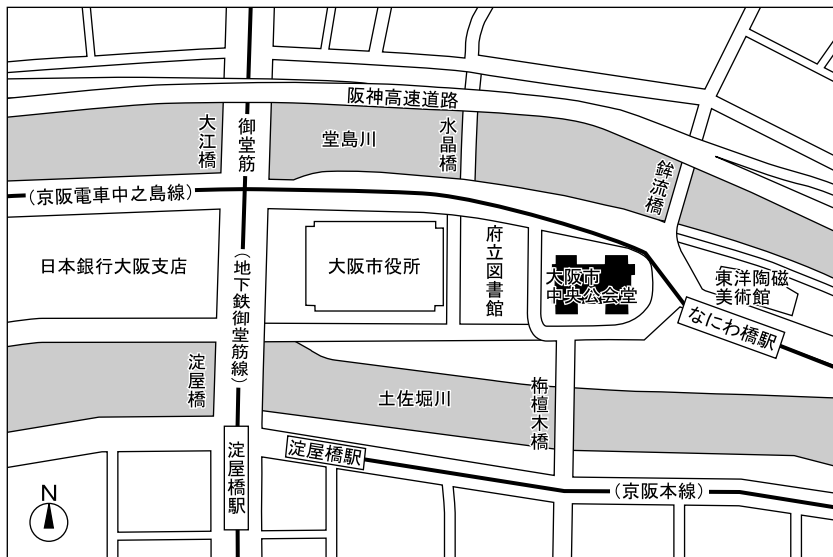 阪神高速道路
大江橋
御堂筋
堂島川
水晶橋
鉾流橋
(京阪電車中之島線)
日本銀行大阪支店
(地下鉄御堂筋線)
大阪市役所
府立図書館
大阪市
中央公会堂
東洋陶磁
美術館
なにわ橋駅
淀屋橋
土佐堀川
栴檀木橋
淀屋橋駅
淀屋橋駅
(京阪本線)
N